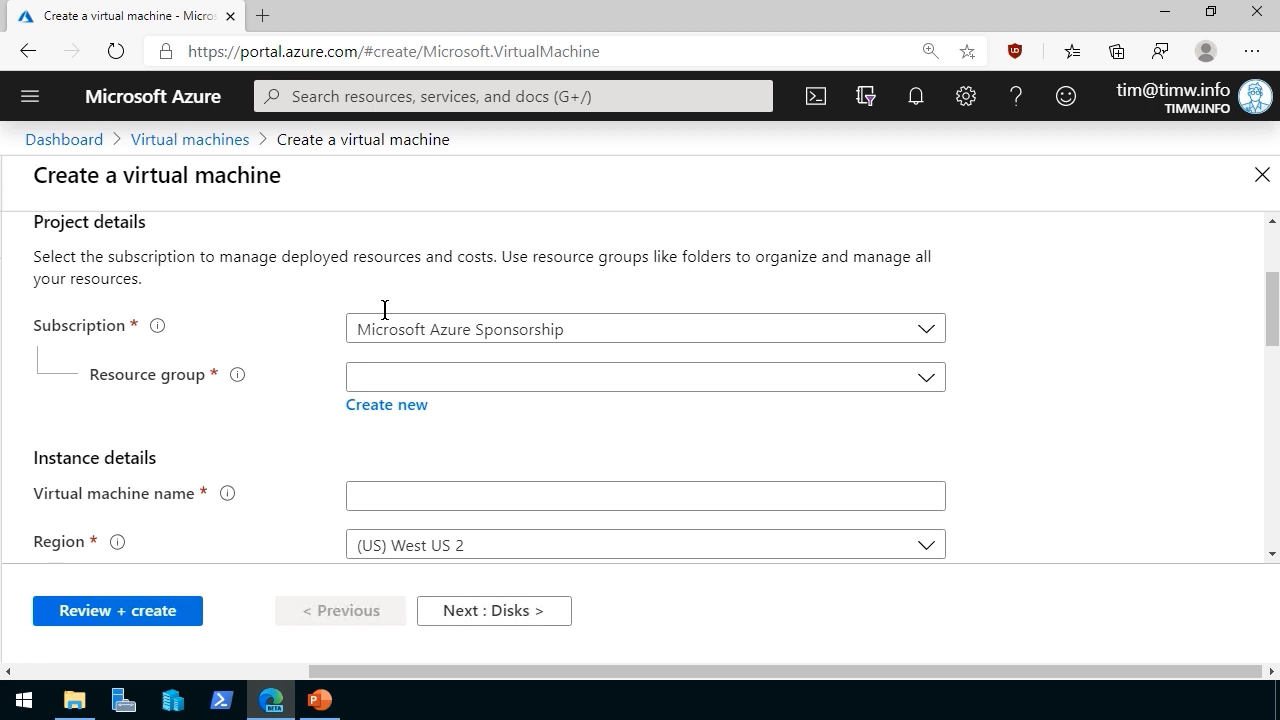 Create a virtual machine - Micros
https://portal.azure.com/#create/Microsoft.VirtualMachine
Microsoft Azure
Search resources, services, and docs (G+/)
tim@timw.info
TIMW.INFO
Dashboard > Virtual machines > Create a virtual machine
Create a virtual machine
Project details
Select the subscription to manage deployed resources and costs. Use resource groups like folders to organize and manage all
your resources.
Subscription *
Microsoft Azure Sponsorship
Resource group *
Create new
Instance details
Virtual machine name *
Region *
(US) West US 2
Review + create
< Previous
Next : Disks >
BETA